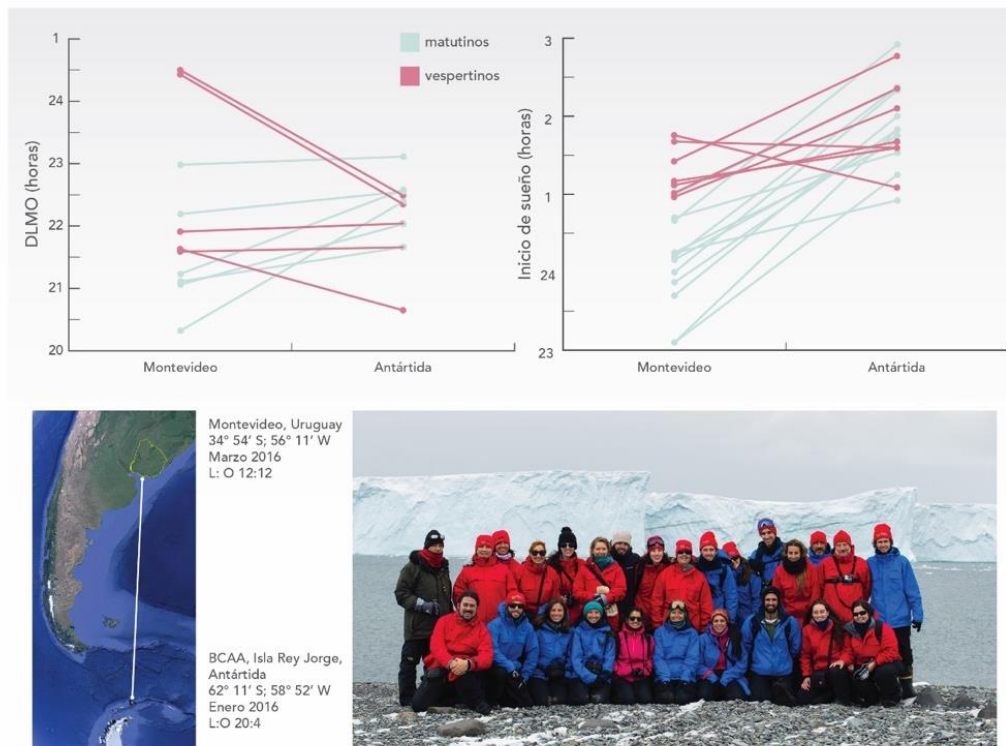 1
24
23
22
21
20
DLMO (horas)
Montevideo
Antártida
matutinos
vespertinos
3
2
1
24
23
Inicio de sueño (horas)
Montevideo
Antártida
Montevideo, Uruguay
34° 54' S; 56° 11' W
Marzo 2016
L: O 12:12
BCAA, Isla Rey Jorge,
Antártida
62° 11' S; 58° 52' W
Enero 2016
L:O 20:4